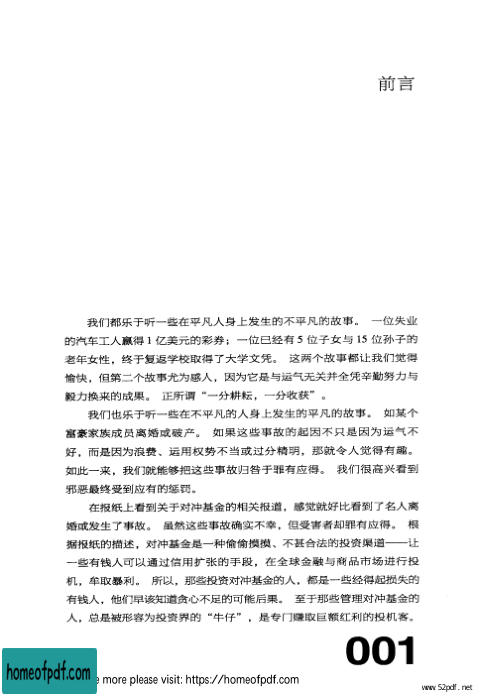 前言
我们都乐于听一些在平凡人身上发生的不平凡的故事。 一位失业
的汽车工人赢得1亿美元的彩券；一位已经有5位子女与15位孙子的
老年女性，终于复返学校取得了大学文凭。 这两个故事都让我们觉得
愉快，但第二个故事尤为感人，因为它是与运气无关并全凭辛勤努力与
毅力换来的成果。 正所谓“一分耕耘，一分收获”。
我们也乐于听一些在不平凡的人身上发生的平凡的故事。 如某个
富豪家族成员离婚或破产。 如果这些事故的起因不只是因为运气不
好，而是因为浪费、运用权势不当或过分精明，那就令人觉得有趣。
如此一来，我们就能够把这些事故归咎于罪有应得。 我们很高兴看到
邪恶最终受到应有的惩罚。
在报纸上看到关于对冲基金的相关报道，感觉就好比看到了名人离
婚或发生了事故。 虽然这些事故确实不幸，但受害者却罪有应得。 根
据报纸的描述，对冲基金是一种偷偷摸摸、不甚合法的投资渠道——让
一些有钱人可以通过信用扩张的手段，在全球金融与商品市场进行投
机，牟取暴利。 所以，那些投资对冲基金的人，都是一些经得起损失的
有钱人，他们早该知道贪心不足的可能后果。 至于那些管理对冲基金的
人，总是被形容为投资界的“牛仔”，是专门赚取巨额红利的投机客。
001
homeofpdf.com
e more please visit: https://homeofpdf.com
www.52pdf.net